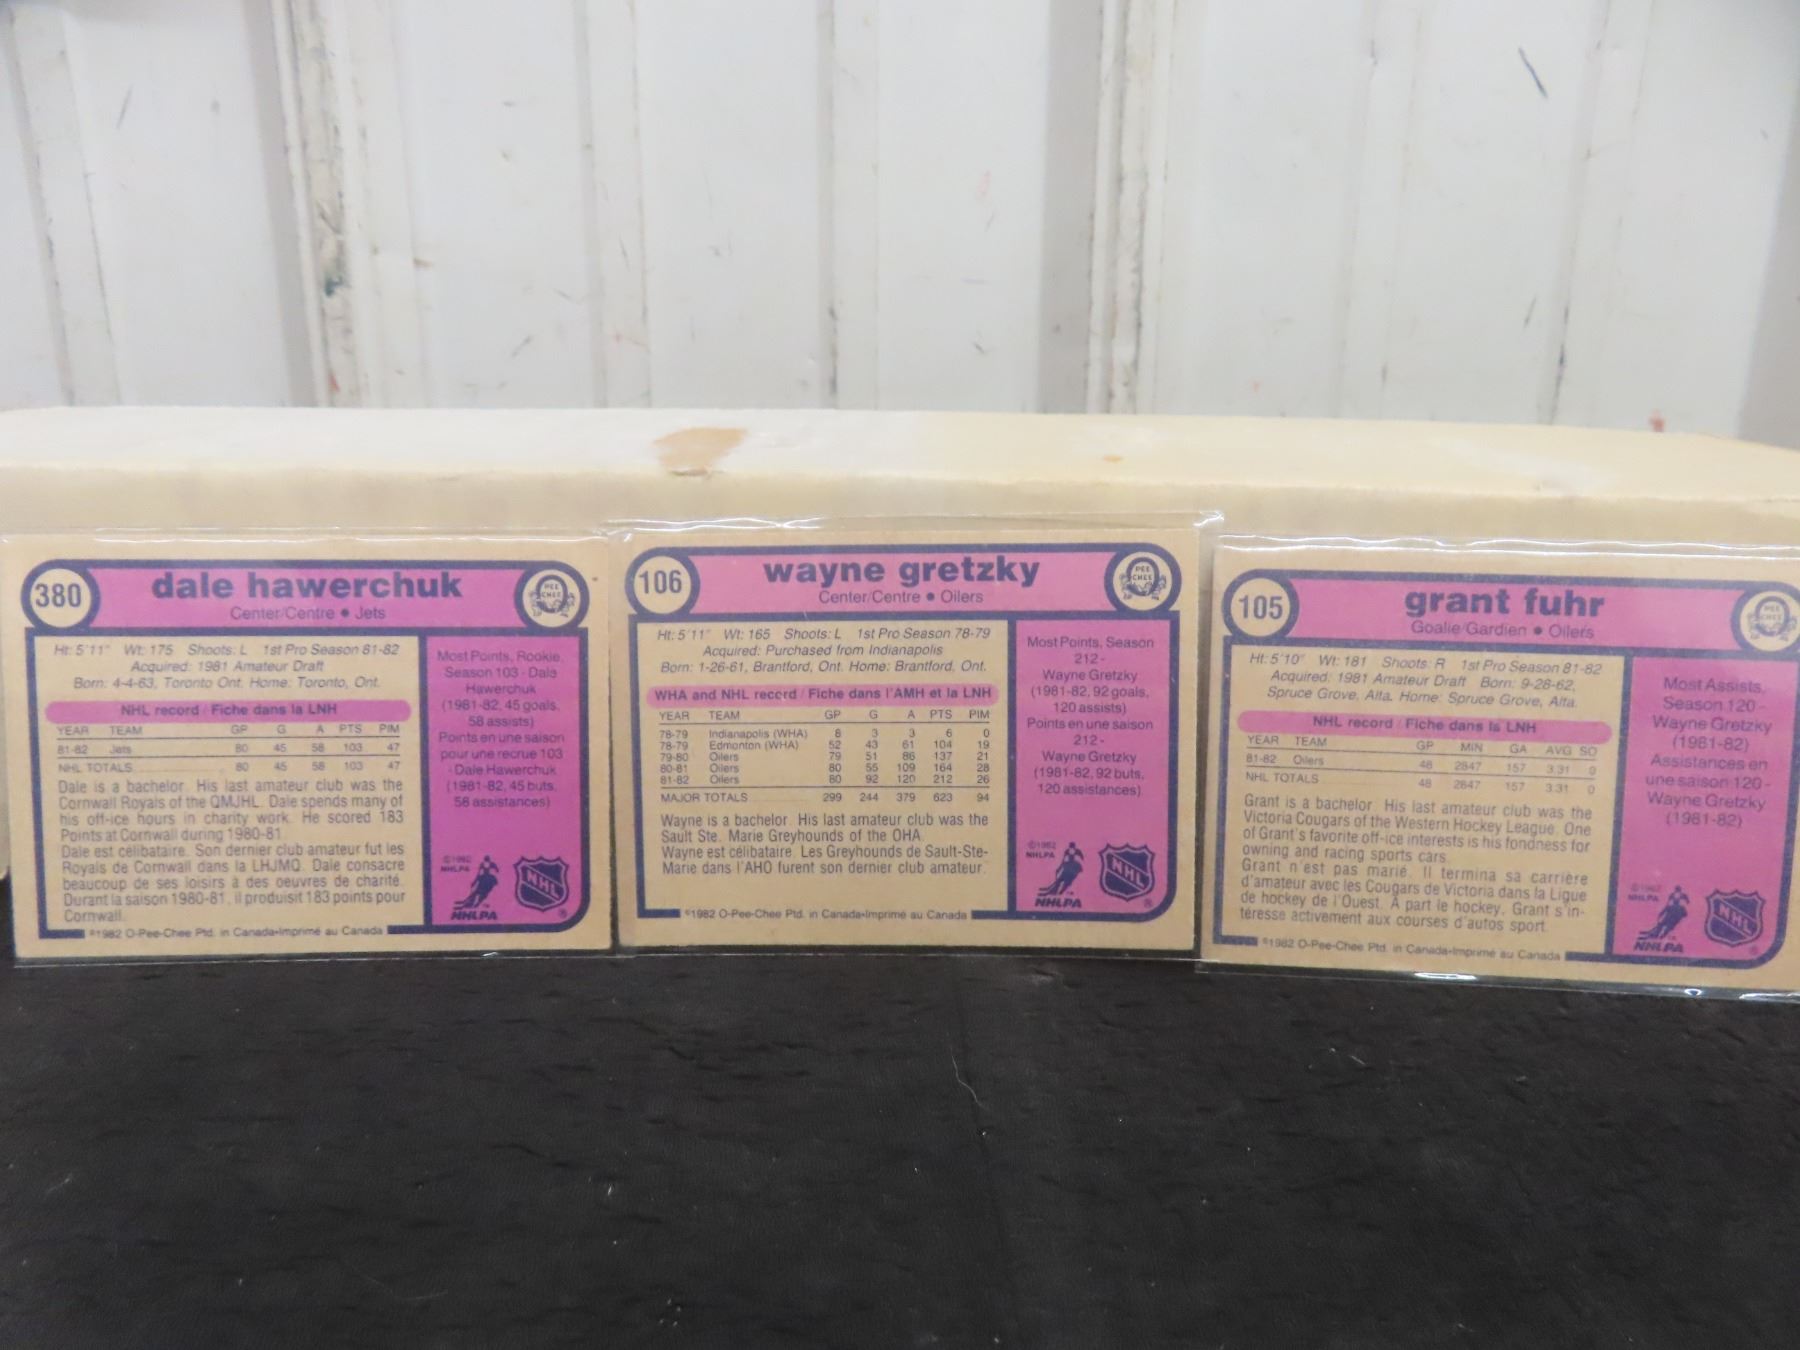 380
dale hawerchuk
Center/Centre • Jets
PEE
CHEE
Ht: 5'11" Wt: 175 Shoots: L 1st Pro Season 81-82
Acquired: 1981 Amateur Draft
Born: 4-4-63, Toronto Ont. Home: Toronto, Ont.
NHL record / Fiche dans la LNH
YEAR TEAM GP G A PTS PIM
81-82 Jets 80 45 58 103 47
NHL TOTALS 80 45 58 103 47
Dale is a bachelor. His last amateur club was the
Cornwall Royals of the QMJHL. Dale spends many of
his off-ice hours in charity work. He scored 183
Points at Cornwall during 1980-81.
Dale est célibataire. Son dernier club amateur fut les
Royals de Cornwall dans la LHJMQ. Dale consacre
beaucoup de ses loisirs à des oeuvres de charité.
Durant la saison 1980-81, il produisit 183 points pour
Cornwall.
©1982 O-Pee-Chee Ptd. in Canada-Imprimé au Canada
Most Points, Rookie,
Season 103 - Dale
Hawerchuk
(1981-82, 45 goals,
58 assists)
Points en une saison
pour une recrue 103
- Dale Hawerchuk
(1981-82, 45 buts,
58 assistances)
©1982
NHLPA
NHLPA
NHL
®
106
wayne gretzky
Center/Centre • Oilers
PEE
CHEE
Ht: 5'11" Wt: 165 Shoots: L 1st Pro Season 78-79
Acquired: Purchased from Indianapolis
Born: 1-26-61, Brantford, Ont. Home: Brantford, Ont.
WHA and NHL record / Fiche dans l'AMH et la LNH
YEAR TEAM GP G A PTS PIM
78-79 Indianapolis (WHA) 8 3 3 6 0
78-79 Edmonton (WHA) 52 43 61 104 19
79-80 Oilers 79 51 86 137 21
80-81 Oilers 80 55 109 164 28
81-82 Oilers 80 92 120 212 26
MAJOR TOTALS 299 244 379 623 94
Wayne is a bachelor. His last amateur club was the
Sault Ste. Marie Greyhounds of the OHA.
Wayne est célibataire. Les Greyhounds de Sault-Ste-
Marie dans l'AHO furent son dernier club amateur.
©1982 O-Pee-Chee Ptd. in Canada-Imprimé au Canada
Most Points, Season
212 -
Wayne Gretzky
(1981-82, 92 goals,
120 assists)
Points en une saison
212 -
Wayne Gretzky
(1981-82, 92 buts,
120 assistances)
©1982
NHLPA
™
NHLPA
NHL
®
105
grant fuhr
Goalie/Gardien • Oilers
PEE
CHEE
Ht: 5'10" Wt: 181 Shoots: R 1st Pro Season 81-82
Acquired: 1981 Amateur Draft Born: 9-28-62,
Spruce Grove, Alta. Home: Spruce Grove, Alta.
NHL record / Fiche dans la LNH
YEAR TEAM GP MIN GA AVG SO
81-82 Oilers 48 2847 157 3.31 0
NHL TOTALS 48 2847 157 3.31 0
Grant is a bachelor. His last amateur club was the
Victoria Cougars of the Western Hockey League. One
of Grant's favorite off-ice interests is his fondness for
owning and racing sports cars.
Grant n'est pas marié. Il termina sa carrière
d'amateur avec les Cougars de Victoria dans la Ligue
de hockey de l'Ouest. A part le hockey, Grant s'in-
téresse activement aux courses d'autos sport.
©1982 O-Pee-Chee Ptd. in Canada-Imprimé au Canada
Most Assists,
Season 120 -
Wayne Gretzky
(1981-82)
Assistances en
une saison 120 -
Wayne Gretzky
(1981-82)
©1982
NHLPA
™
NHLPA
NHL
®